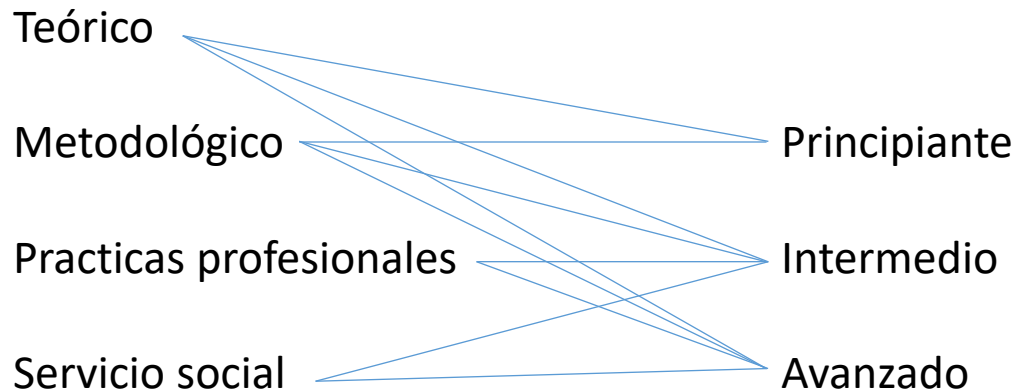 Teórico
Metodológico
Practicas profesionales
Servicio social
Principiante
Intermedio
Avanzado